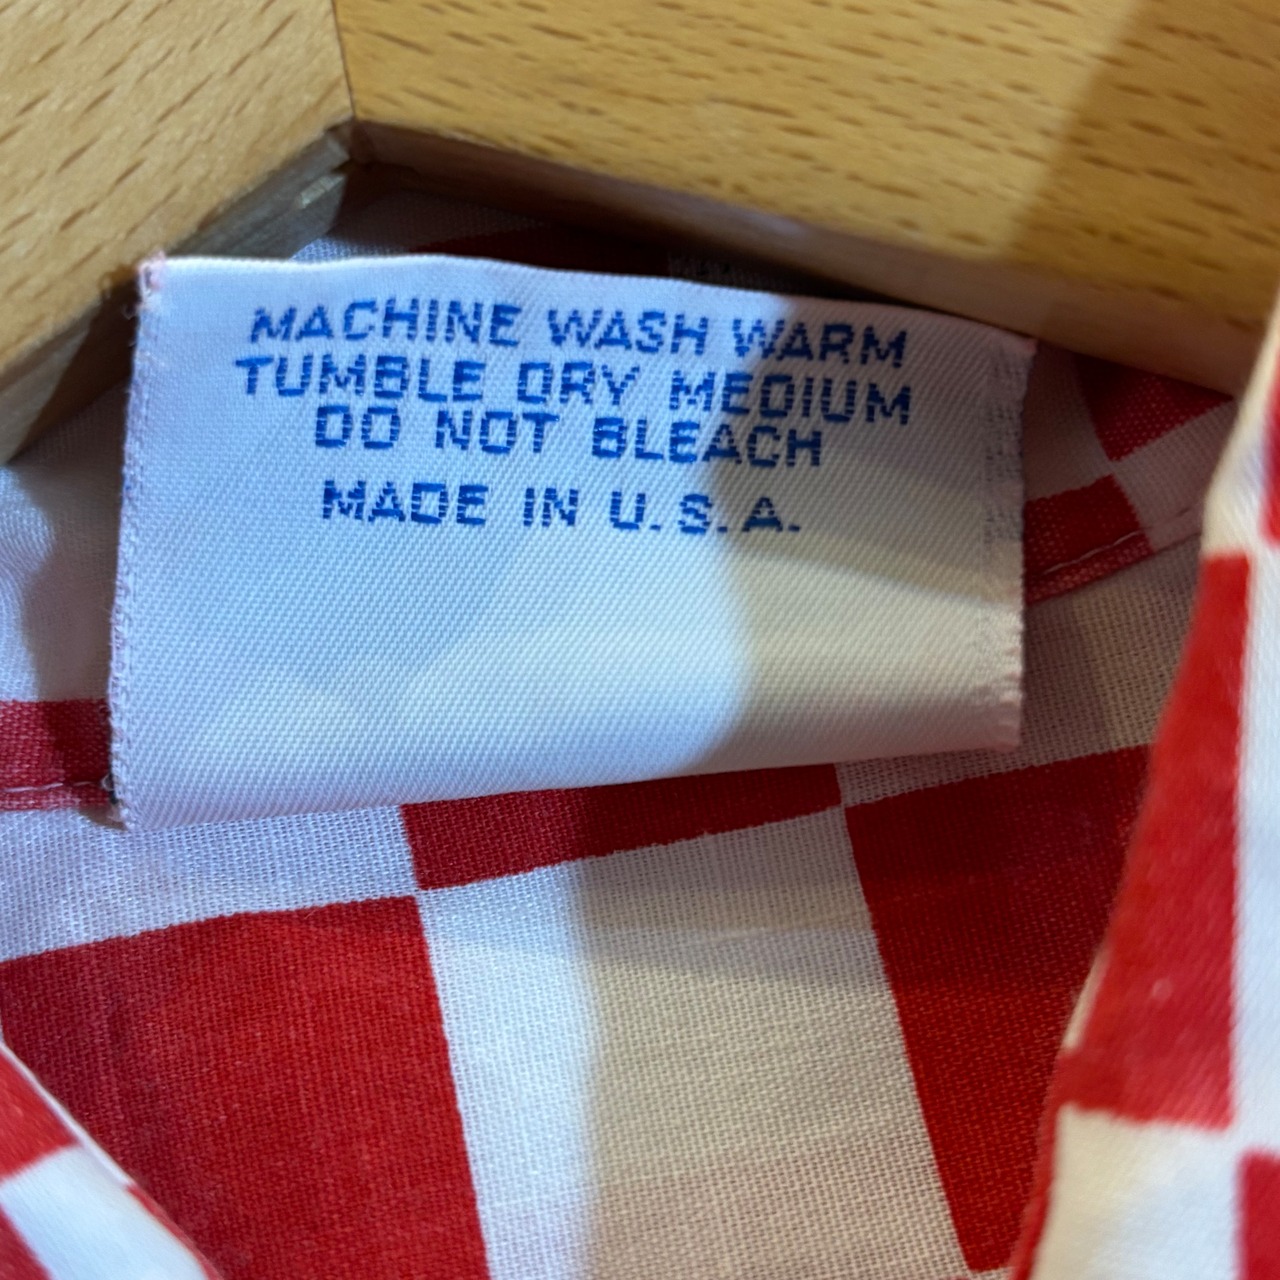 MACHINE WASH WARM
TUMBLE DRY MEDIUM
DO NOT BLEACH
MADE IN U.S.A.